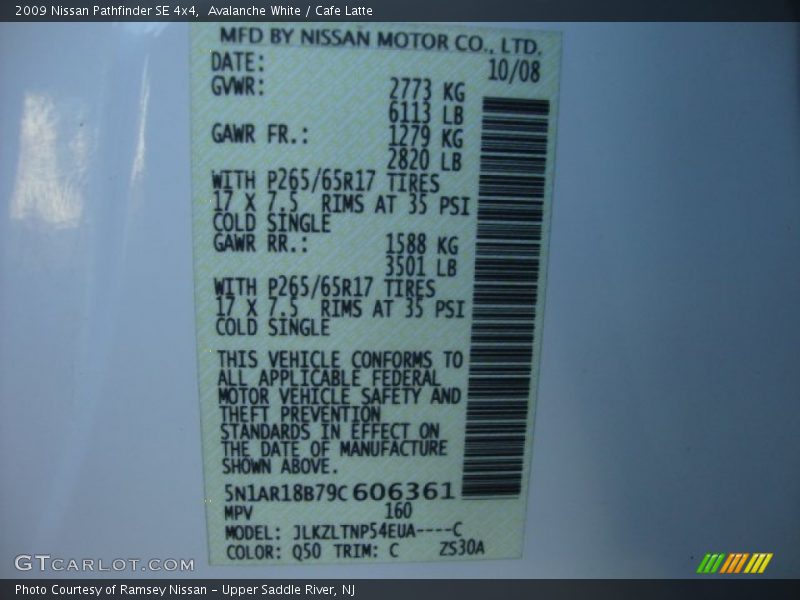 2009 Nissan Pathfinder SE 4x4,  Avalanche White / Cafe Latte
MFD BY NISSAN MOTOR CO., LTD.
DATE: 10/08
GVWR: 2773 KG
6113 LB
GAWR FR.: 1279 KG
2820 LB
WITH P265/65R17 TIRES
17 X 7.5 RIMS AT 35 PSI
COLD SINGLE
GAWR RR.: 1588 KG
3501 LB
WITH P265/65R17 TIRES
17 X 7.5 RIMS AT 35 PSI
COLD SINGLE
THIS VEHICLE CONFORMS TO
ALL APPLICABLE FEDERAL
MOTOR VEHICLE SAFETY AND
THEFT PREVENTION
STANDARDS IN EFFECT ON
THE DATE OF MANUFACTURE
SHOWN ABOVE.
5N1AR18B79C606361
MPV 160
MODEL: JLKZLTNP54EUA----C
COLOR: Q50 TRIM: C ZS30A
GTCARLOT.COM
Photo Courtesy of Ramsey Nissan - Upper Saddle River, NJ